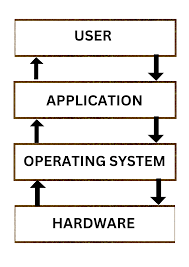 USER
APPLICATION
OPERATING SYSTEM
HARDWARE